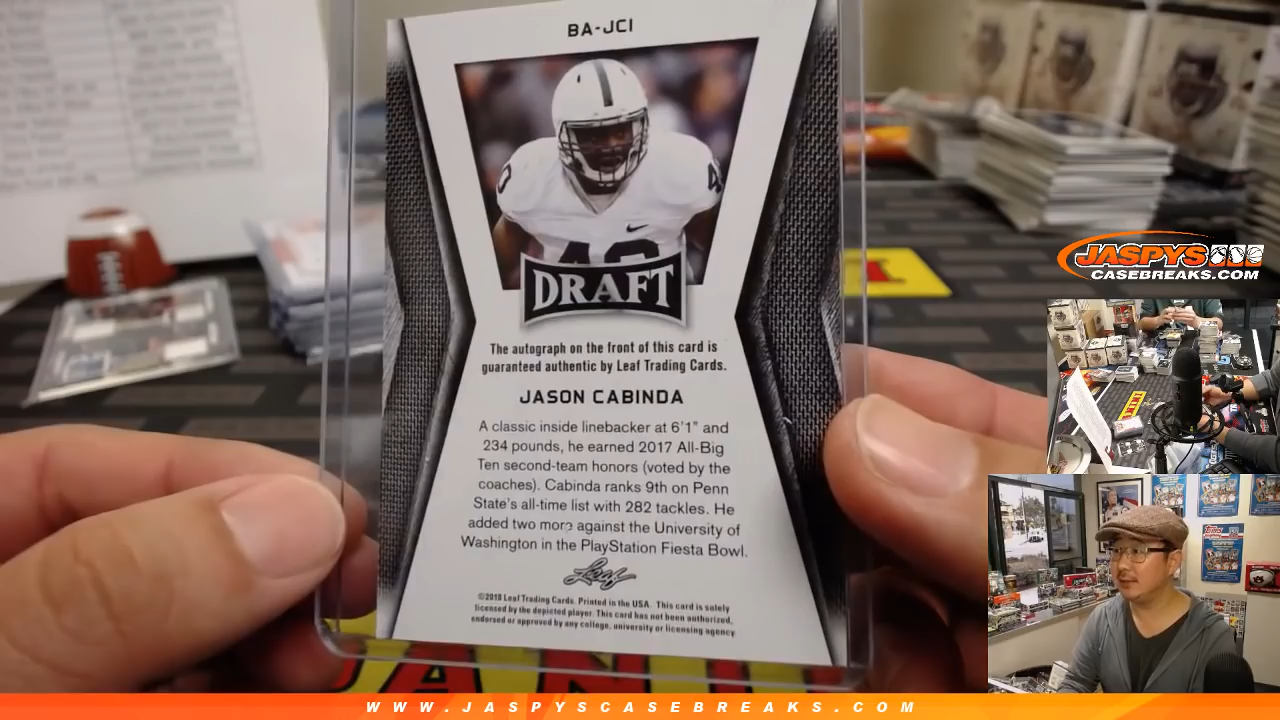 BA-JCI
40
DRAFT
The autograph on the front of this card is
guaranteed authentic by Leaf Trading Cards.
JASON CABINDA
A classic inside linebacker at 6'1" and
234 pounds, he earned 2017 All-Big
Ten second-team honors (voted by the
coaches). Cabinda ranks 9th on Penn
State's all-time list with 282 tackles. He
added two more against the University of
Washington in the PlayStation Fiesta Bowl.
Leaf
©2018 Leaf Trading Cards. Printed in the USA. This card is solely
licensed by the depicted player. This card has not been authorized,
endorsed or approved by any college, university or licensing agency
JASPYS
CASEBREAKS.COM
PANINI
WWW.JASPYSCASEBREAKS.COM